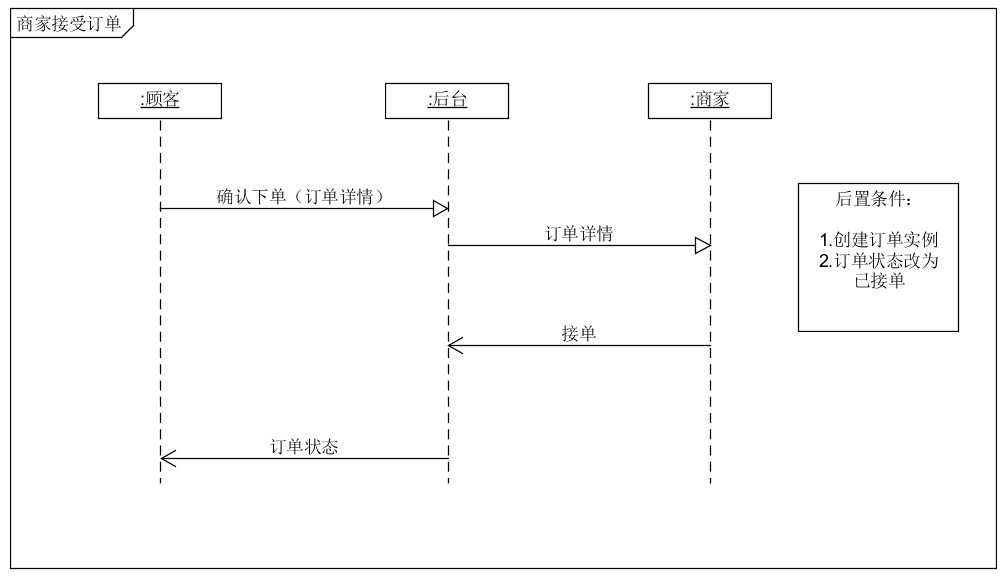 商家接受订单
:顾客
:后台
:商家
确认下单（订单详情）
订单详情
后置条件：
1.创建订单实例
2.订单状态改为
已接单
接单
订单状态